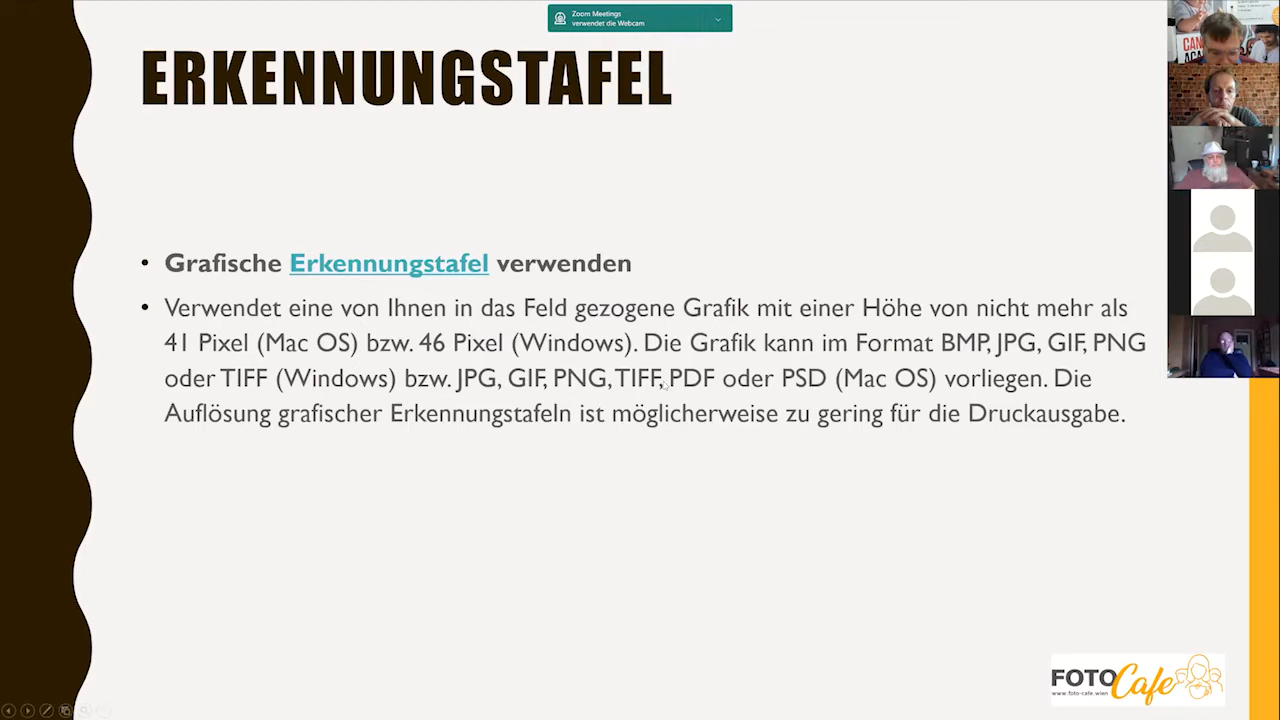 Zoom Meetings
verwendet die Webcam
ERKENNUNGSTAFEL
• Grafische Erkennungstafel verwenden
• Verwendet eine von Ihnen in das Feld gezogene Grafik mit einer Höhe von nicht mehr als
41 Pixel (Mac OS) bzw. 46 Pixel (Windows). Die Grafik kann im Format BMP, JPG, GIF, PNG
oder TIFF (Windows) bzw. JPG, GIF, PNG, TIFF, PDF oder PSD (Mac OS) vorliegen. Die
Auflösung grafischer Erkennungstafeln ist möglicherweise zu gering für die Druckausgabe.
FOTO Cafe
www.foto-cafe.wien